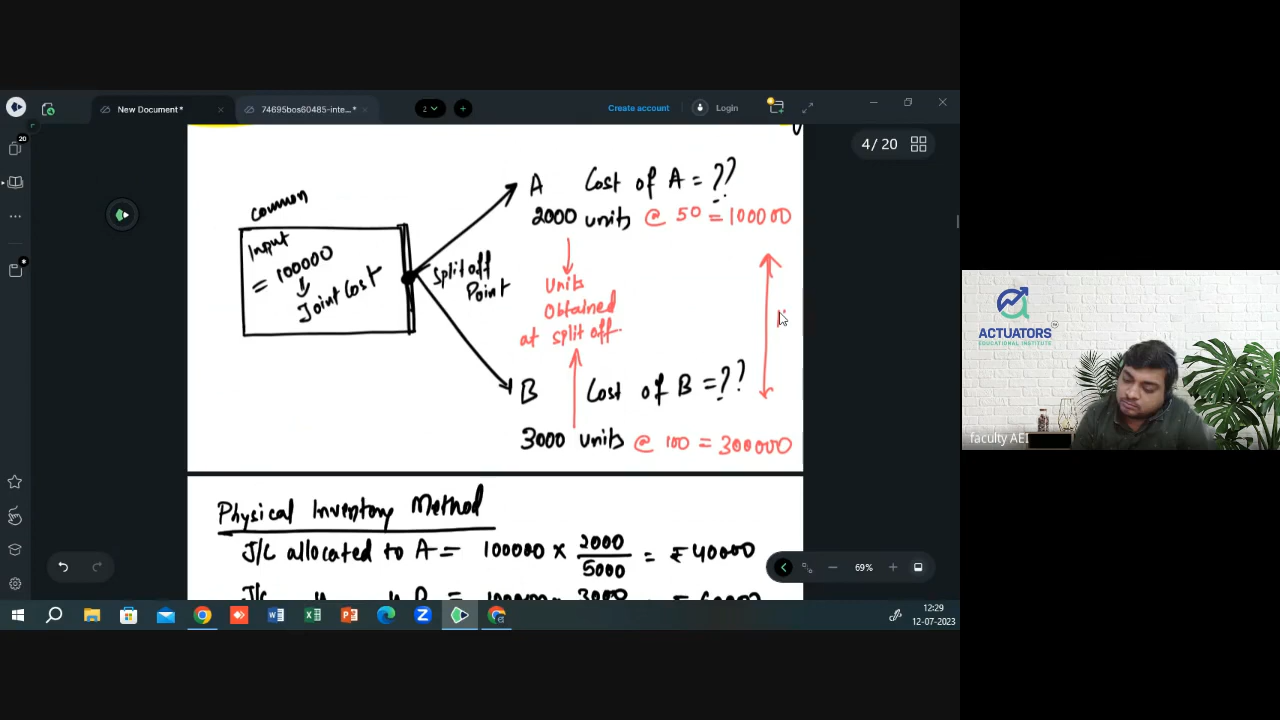 New Document*
74695bos60485-inte...*
2
Create account
Login
20
4/ 20
Common
Input
= 100000
Joint Cost
Split off
Point
A Cost of A = ??
2000 units @ 50 = 100000
Units
Obtained
at split off.
B Cost of B = ??
3000 units @ 100 = 300000
Physical Inventory Method
J/C allocated to A = 100000 × 2000/5000 = ₹40000
69%
ACTUATORS
EDUCATIONAL INSTITUTE
faculty AEI
12:29
12-07-2023